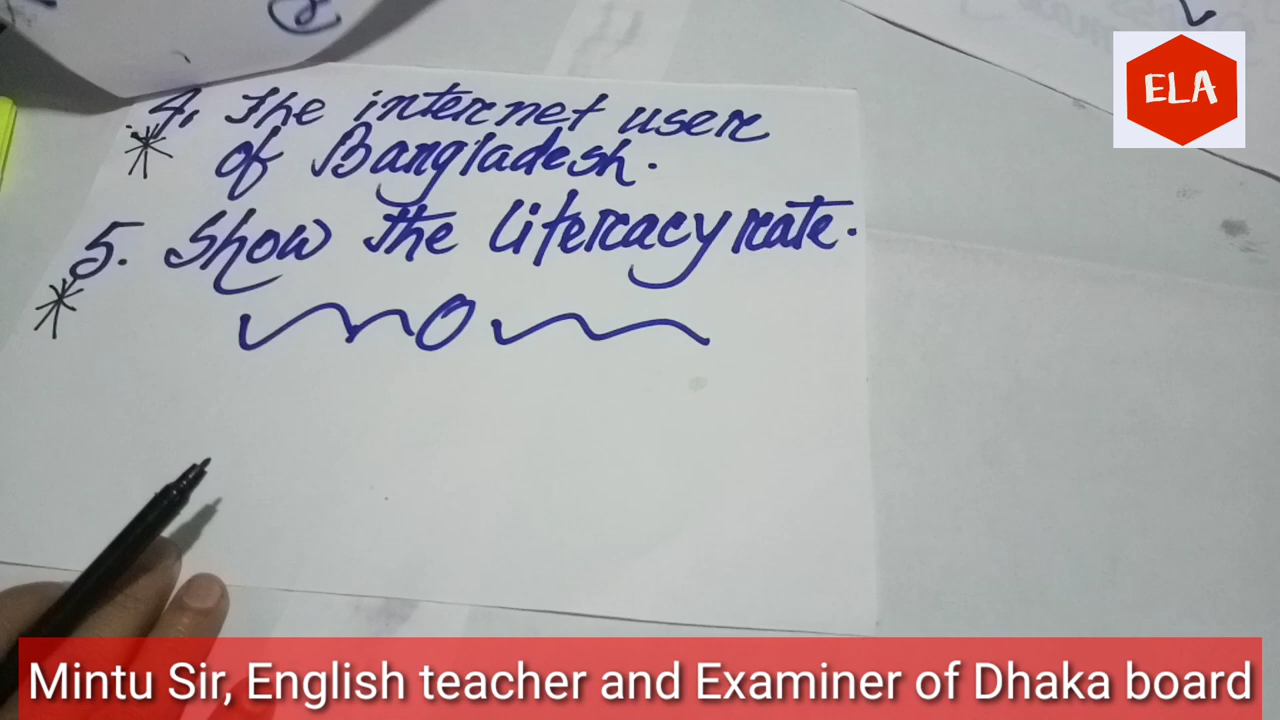 ELA
4. The internet user
* of Bangladesh.
5. Show the literacy rate.
*
Mintu Sir, English teacher and Examiner of Dhaka board